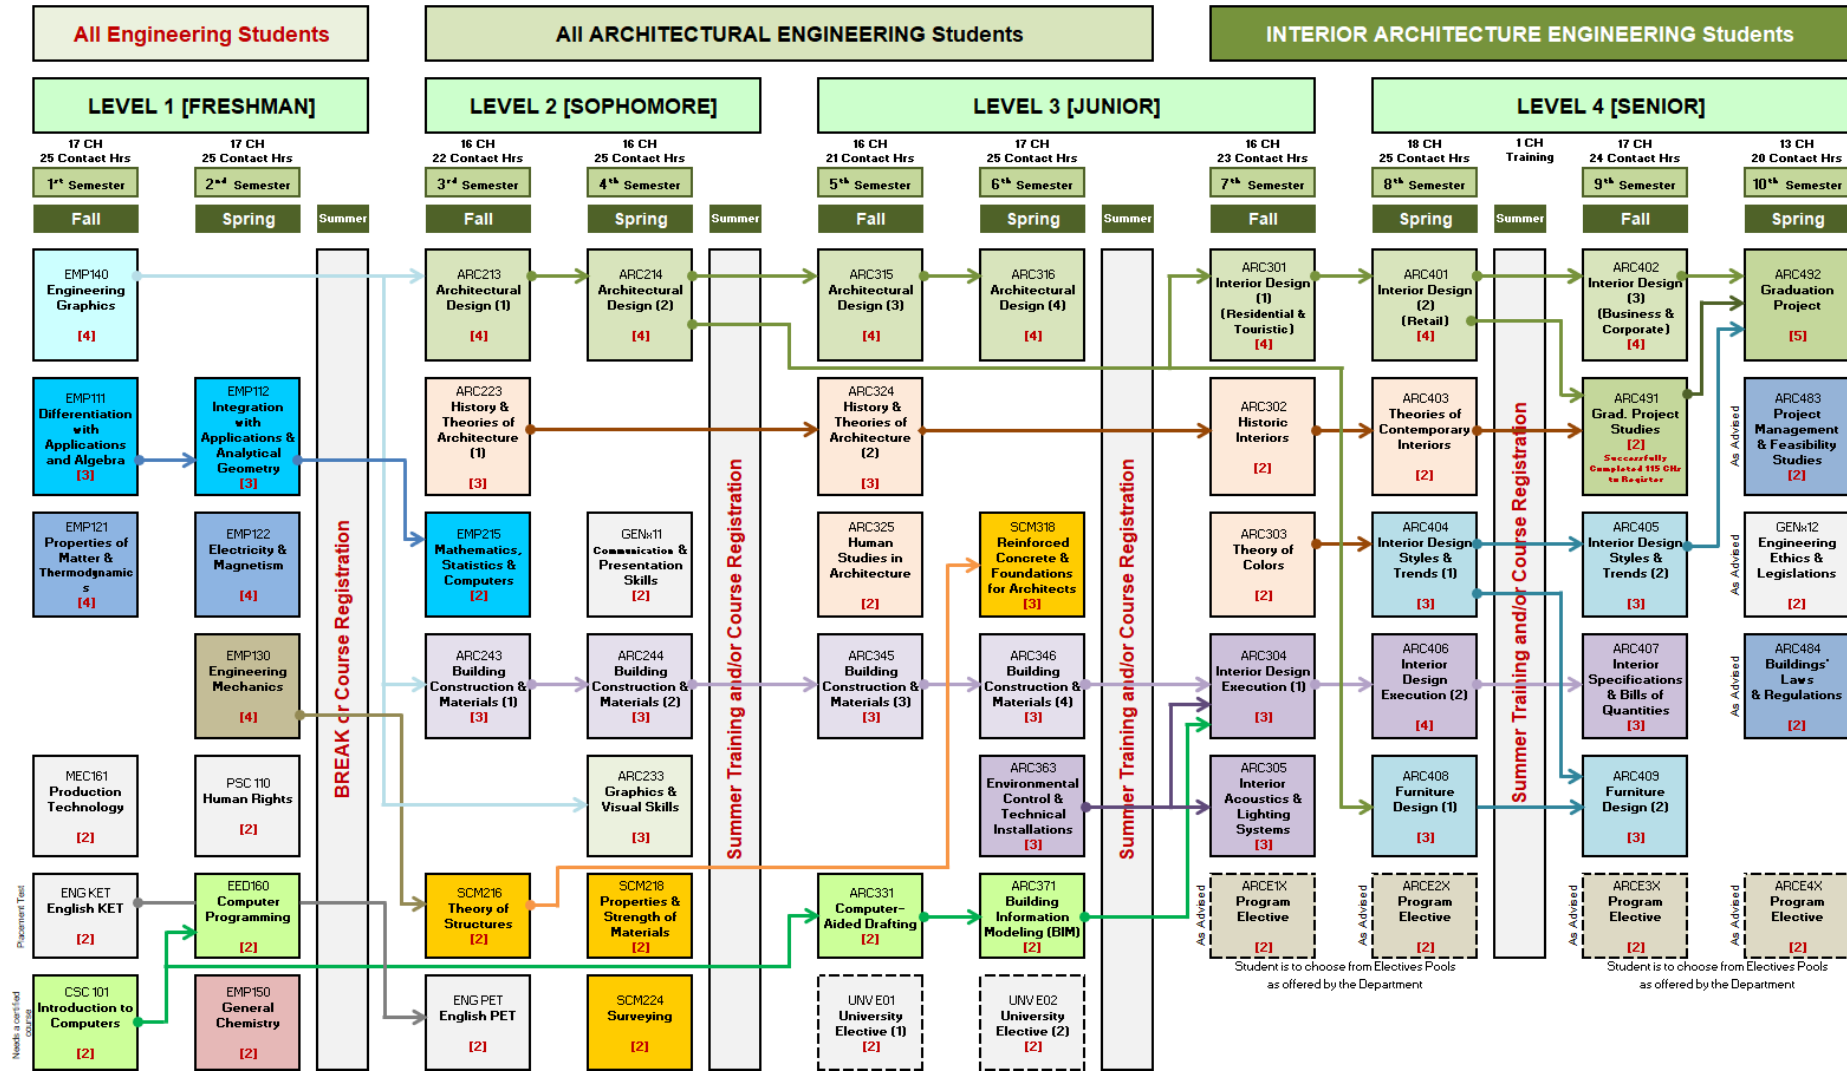 All Engineering Students
All ARCHITECTURAL ENGINEERING Students
INTERIOR ARCHITECTURE ENGINEERING Students
LEVEL 1 [FRESHMAN]
LEVEL 2 [SOPHOMORE]
LEVEL 3 [JUNIOR]
LEVEL 4 [SENIOR]
17 CH
25 Contact Hrs
1st Semester
Fall
17 CH
25 Contact Hrs
2nd Semester
Spring
Summer
16 CH
22 Contact Hrs
3rd Semester
Fall
16 CH
25 Contact Hrs
4th Semester
Spring
Summer
16 CH
21 Contact Hrs
5th Semester
Fall
17 CH
25 Contact Hrs
6th Semester
Spring
Summer
16 CH
23 Contact Hrs
7th Semester
Fall
18 CH
25 Contact Hrs
8th Semester
Spring
1 CH
Training
Summer
17 CH
24 Contact Hrs
9th Semester
Fall
13 CH
20 Contact Hrs
10th Semester
Spring
EMP140
Engineering
Graphics
[4]
ARC213
Architectural
Design (1)
[4]
ARC214
Architectural
Design (2)
[4]
ARC315
Architectural
Design (3)
[4]
ARC316
Architectural
Design (4)
[4]
ARC301
Interior Design
(1)
(Residential &
Touristic)
[4]
ARC401
Interior Design
(2)
(Retail)
[4]
ARC402
Interior Design
(3)
(Business &
Corporate)
[4]
ARC492
Graduation
Project
[5]
EMP111
Differentiation
with
Applications
and Algebra
[3]
EMP112
Integration
with
Applications &
Analytical
Geometry
[3]
ARC223
History &
Theories of
Architecture
(1)
[3]
ARC324
History &
Theories of
Architecture
(2)
[3]
ARC302
Historic
Interiors
[2]
ARC403
Theories of
Contemporary
Interiors
[2]
ARC491
Grad. Project
Studies
[2]
Successfully
Completed 115 CHr
to Register
As Advised
ARC483
Project
Management
& Feasibility
Studies
[2]
EMP121
Properties of
Matter &
Thermodynamic
s
[4]
EMP122
Electricity &
Magnetism
[4]
EMP215
Mathematics,
Statistics &
Computers
[2]
GENx11
Communication &
Presentation
Skills
[2]
ARC325
Human
Studies in
Architecture
[2]
SCM318
Reinforced
Concrete &
Foundations
for Architects
[3]
ARC303
Theory of
Colors
[2]
ARC404
Interior Design
Styles &
Trends (1)
[3]
ARC405
Interior Design
Styles &
Trends (2)
[3]
As Advised
GENx12
Engineering
Ethics &
Legislations
[2]
EMP130
Engineering
Mechanics
[4]
ARC243
Building
Construction &
Materials (1)
[3]
ARC244
Building
Construction &
Materials (2)
[3]
ARC345
Building
Construction &
Materials (3)
[3]
ARC346
Building
Construction &
Materials (4)
[3]
ARC304
Interior Design
Execution (1)
[3]
ARC406
Interior
Design
Execution (2)
[4]
ARC407
Interior
Specifications
& Bills of
Quantities
[3]
As Advised
ARC484
Buildings'
Laws
& Regulations
[2]
MEC161
Production
Technology
[2]
PSC 110
Human Rights
[2]
ARC233
Graphics &
Visual Skills
[3]
ARC363
Environmental
Control &
Technical
Installations
[3]
ARC305
Interior
Acoustics &
Lighting
Systems
[3]
ARC408
Furniture
Design (1)
[3]
ARC409
Furniture
Design (2)
[3]
Placement Test
ENG KET
English KET
[2]
EED160
Computer
Programming
[2]
SCM216
Theory of
Structures
[2]
SCM218
Properties &
Strength of
Materials
[2]
ARC331
Computer-
Aided Drafting
[2]
ARC371
Building
Information
Modeling (BIM)
[2]
As Advised
ARCE1X
Program
Elective
[2]
As Advised
ARCE2X
Program
Elective
[2]
As Advised
ARCE3X
Program
Elective
[2]
As Advised
ARCE4X
Program
Elective
[2]
Student is to choose from Electives Pools
as offered by the Department
Student is to choose from Electives Pools
as offered by the Department
Needs a certified
course
CSC 101
Introduction to
Computers
[2]
EMP150
General
Chemistry
[2]
ENG PET
English PET
[2]
SCM224
Surveying
[2]
UNV E01
University
Elective (1)
[2]
UNV E02
University
Elective (2)
[2]
BREAK or Course Registration
Summer Training and/or Course Registration
Summer Training and/or Course Registration
Summer Training and/or Course Registration